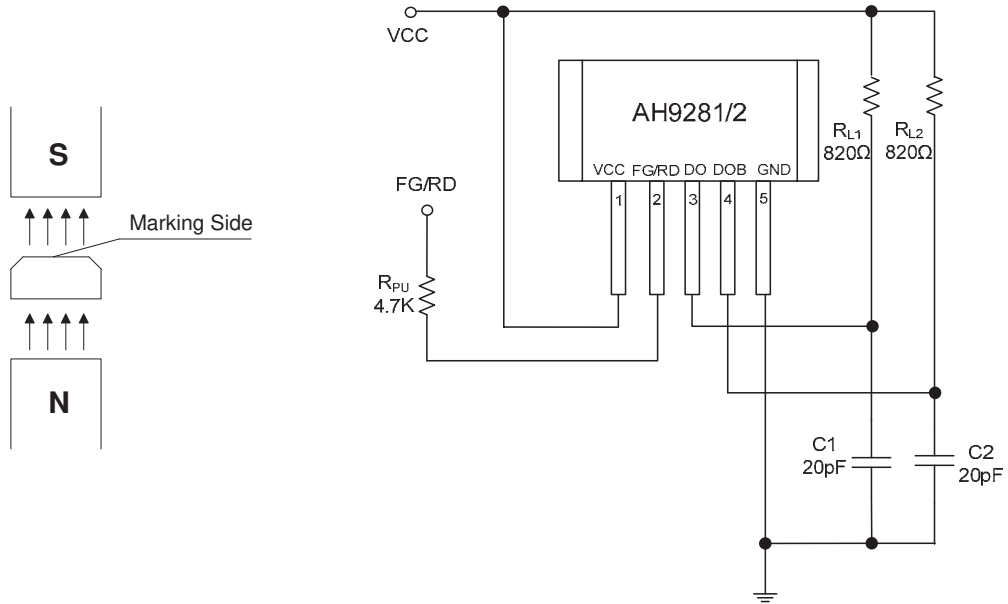 S
Marking Side
N
VCC
AH9281/2
VCC FG/RD DO DOB GND
1 2 3 4 5
FG/RD
RPU
4.7K
RL1
820Ω
RL2
820Ω
C1
20pF
C2
20pF